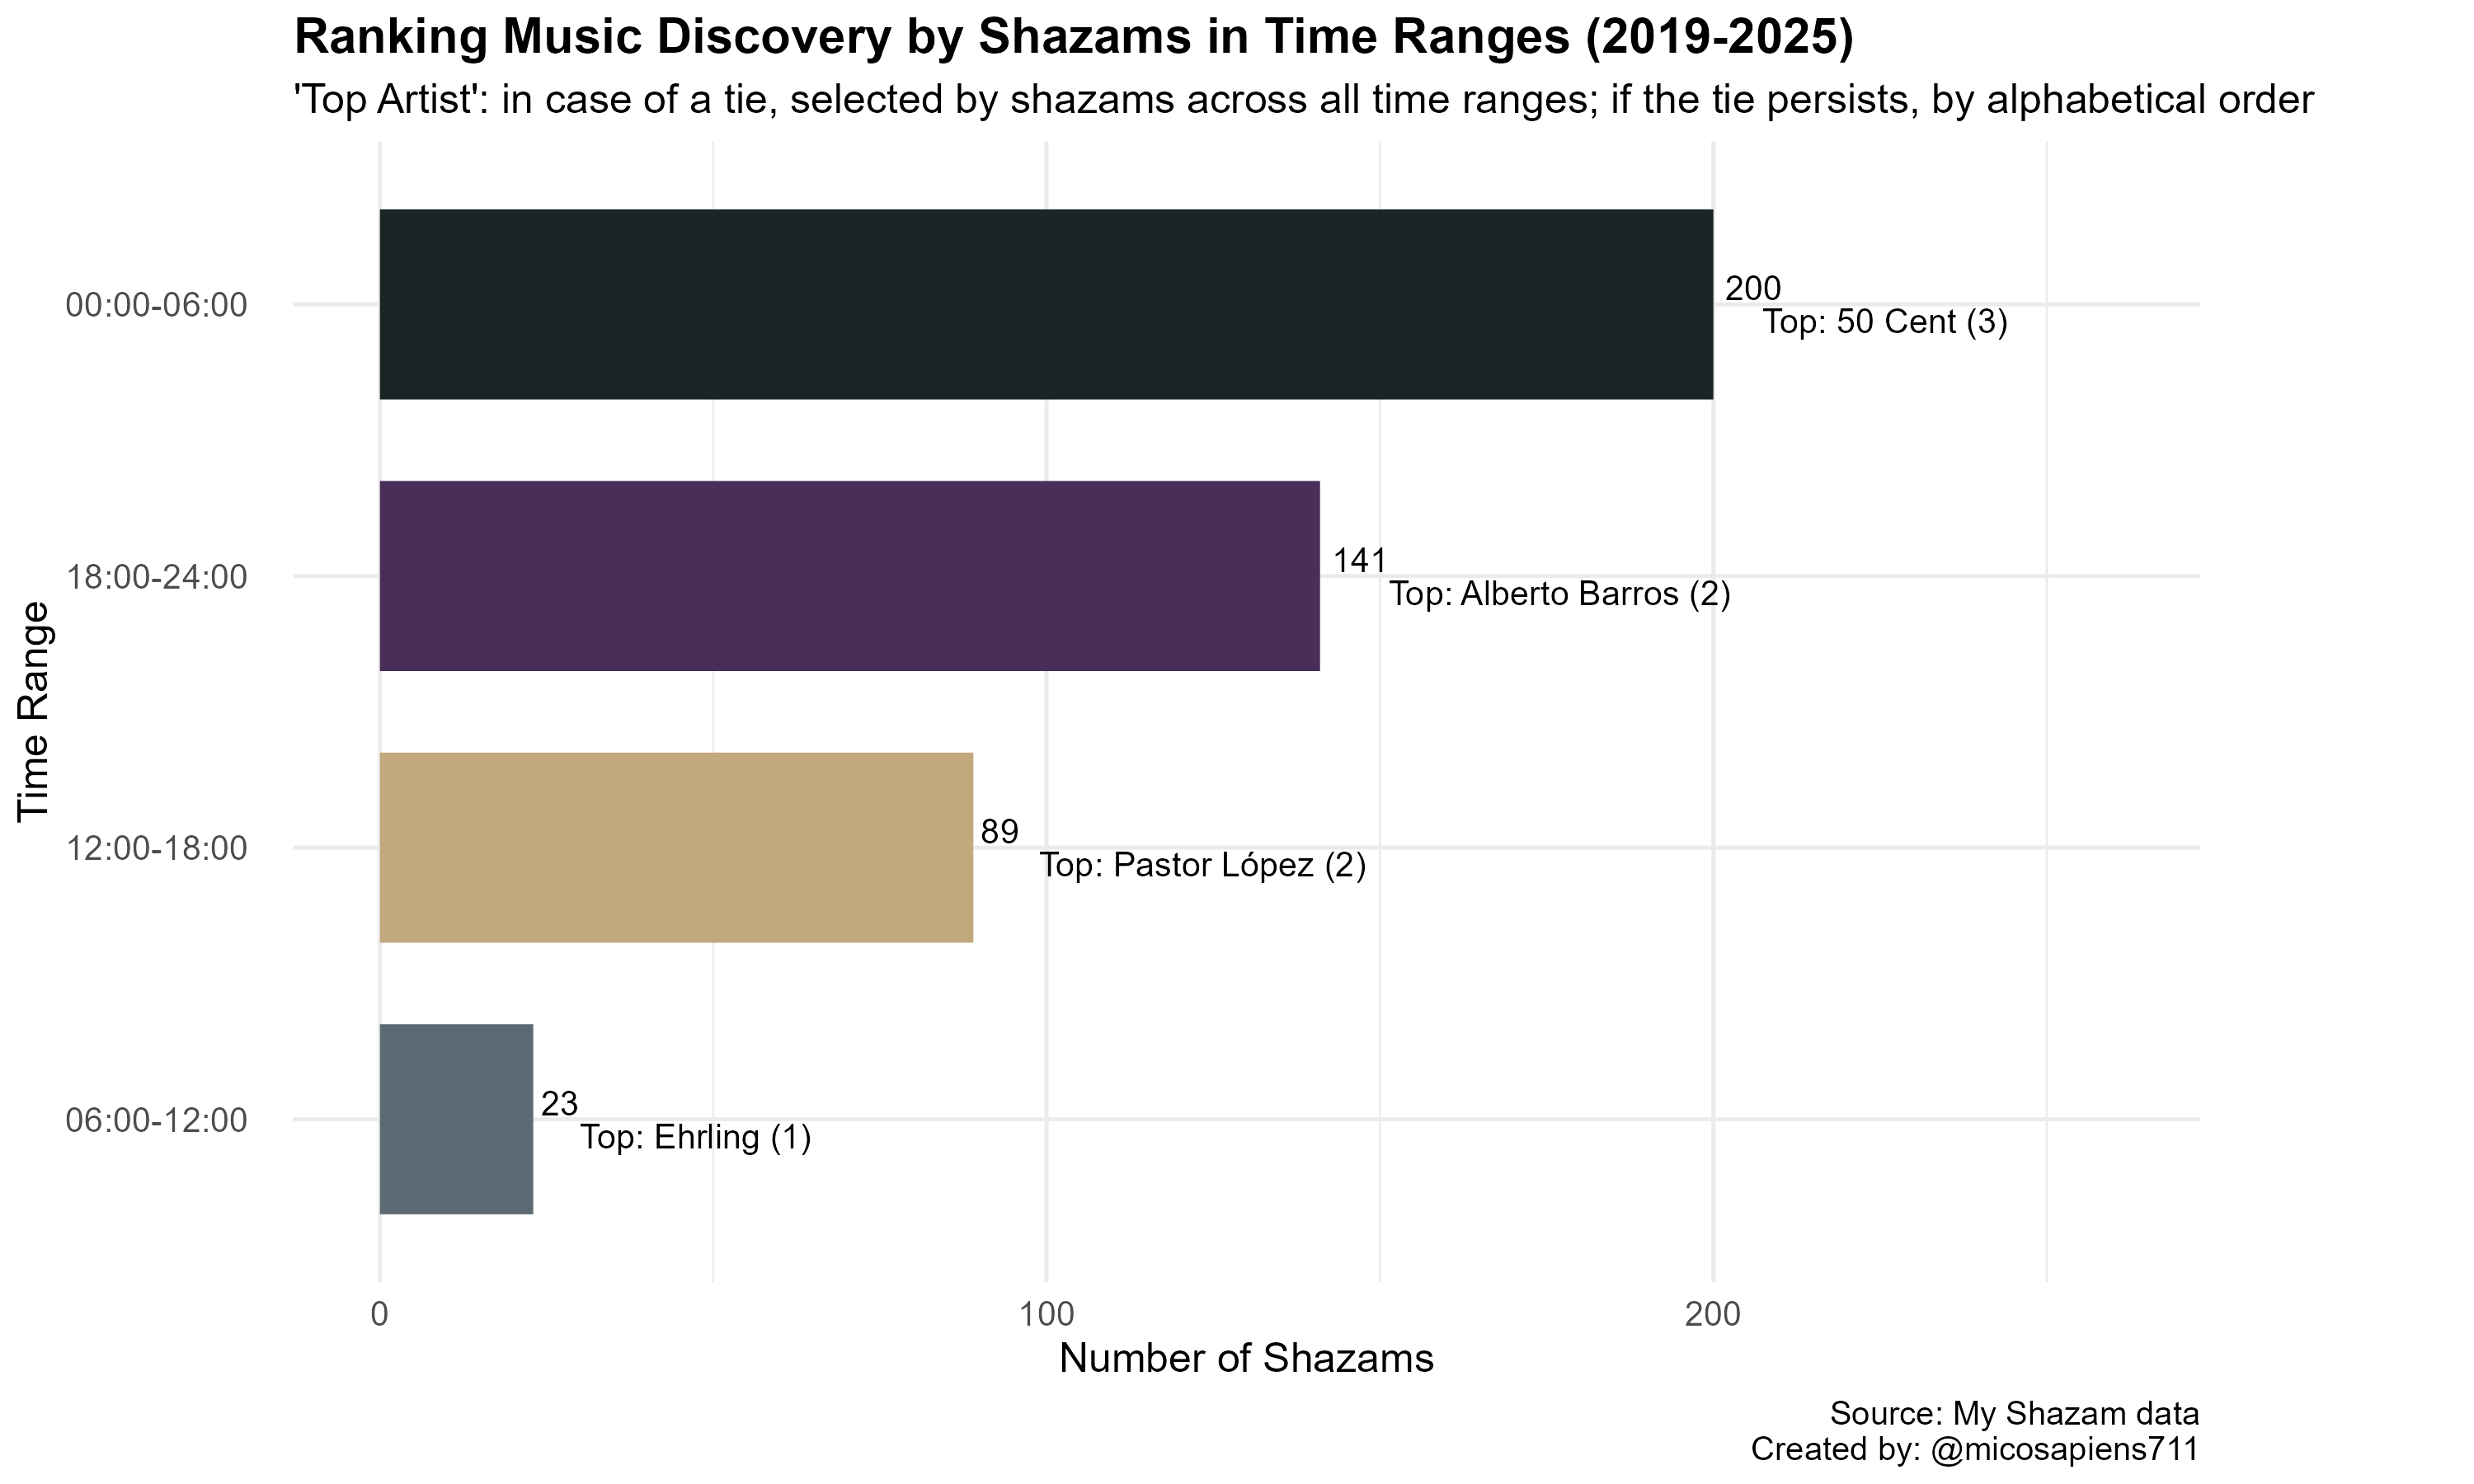 Ranking Music Discovery by Shazams in Time Ranges (2019-2025)
'Top Artist': in case of a tie, selected by shazams across all time ranges; if the tie persists, by alphabetical order
Time Range
00:00-06:00
200
Top: 50 Cent (3)
18:00-24:00
141
Top: Alberto Barros (2)
12:00-18:00
89
Top: Pastor López (2)
06:00-12:00
23
Top: Ehrling (1)
0 100 200
Number of Shazams
Source: My Shazam data
Created by: @micosapiens711